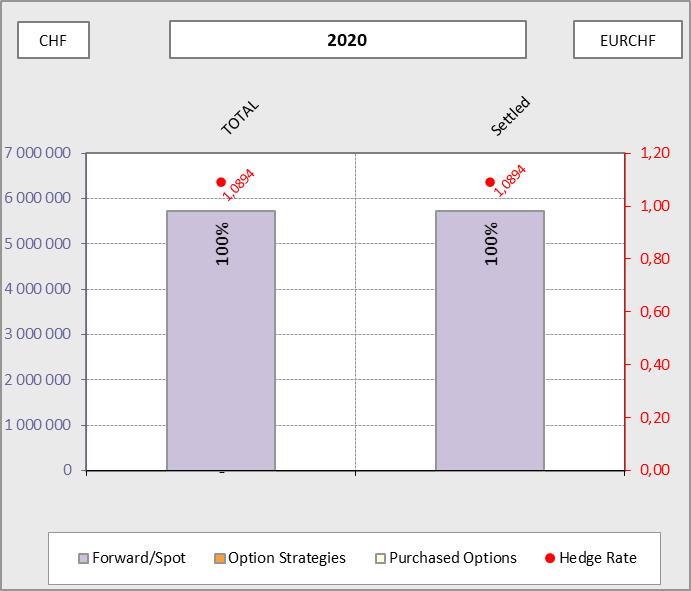 CHF
2020
EURCHF
TOTAL
Settled
7 000 000
6 000 000
5 000 000
4 000 000
3 000 000
2 000 000
1 000 000
0
1,0894
1,0894
100%
100%
-
1,20
1,00
0,80
0,60
0,40
0,20
0,00
Forward/Spot
Option Strategies
Purchased Options
Hedge Rate